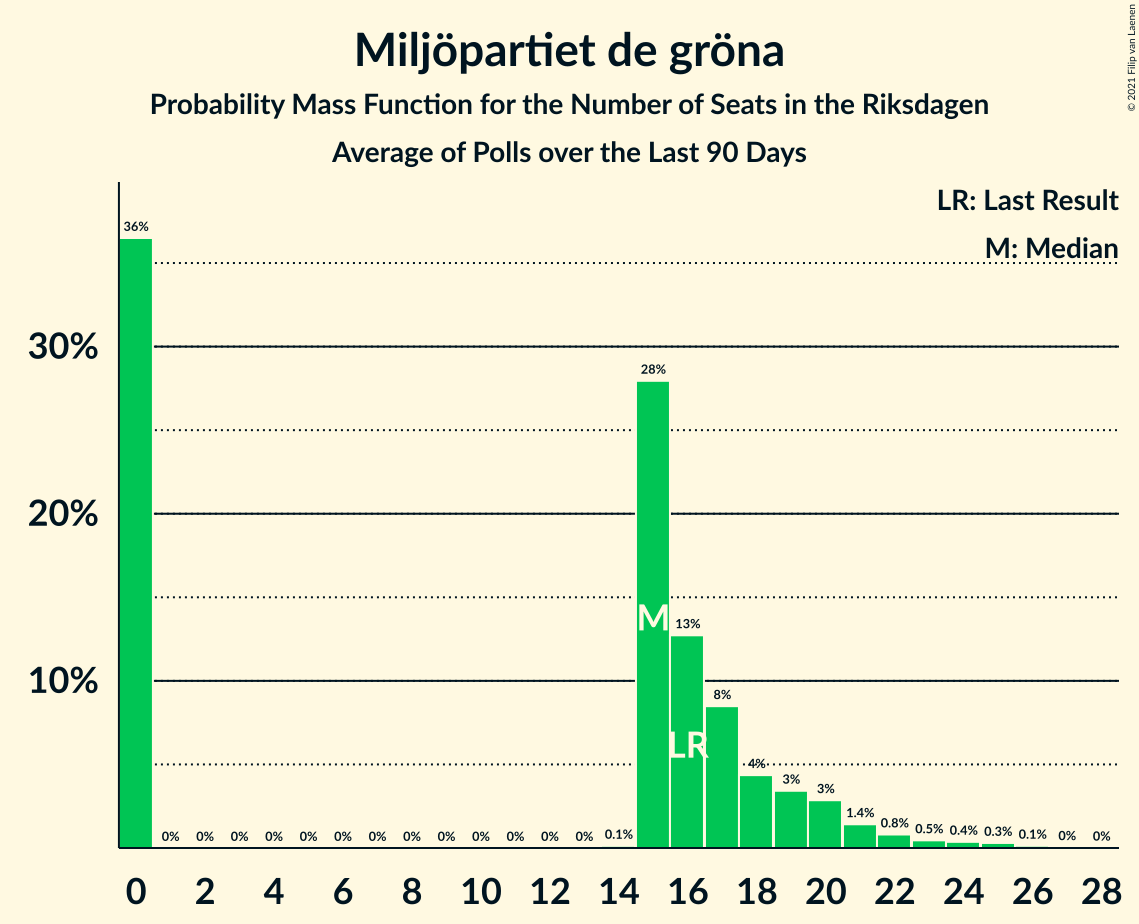 Miljöpartiet de gröna
Probability Mass Function for the Number of Seats in the Riksdagen
Average of Polls over the Last 90 Days
© 2021 Filip van Laenen
LR: Last Result
M: Median
36%
30%
28%
20%
M
13%
10%
8%
LR
4%
3%
3%
1.4%
0.8%
0.5%
0.4%
0.3%
0.1%
0% 0% 0% 0% 0% 0% 0% 0% 0% 0% 0% 0% 0% 0.1% 0% 0%
0 2 4 6 8 10 12 14 16 18 20 22 24 26 28